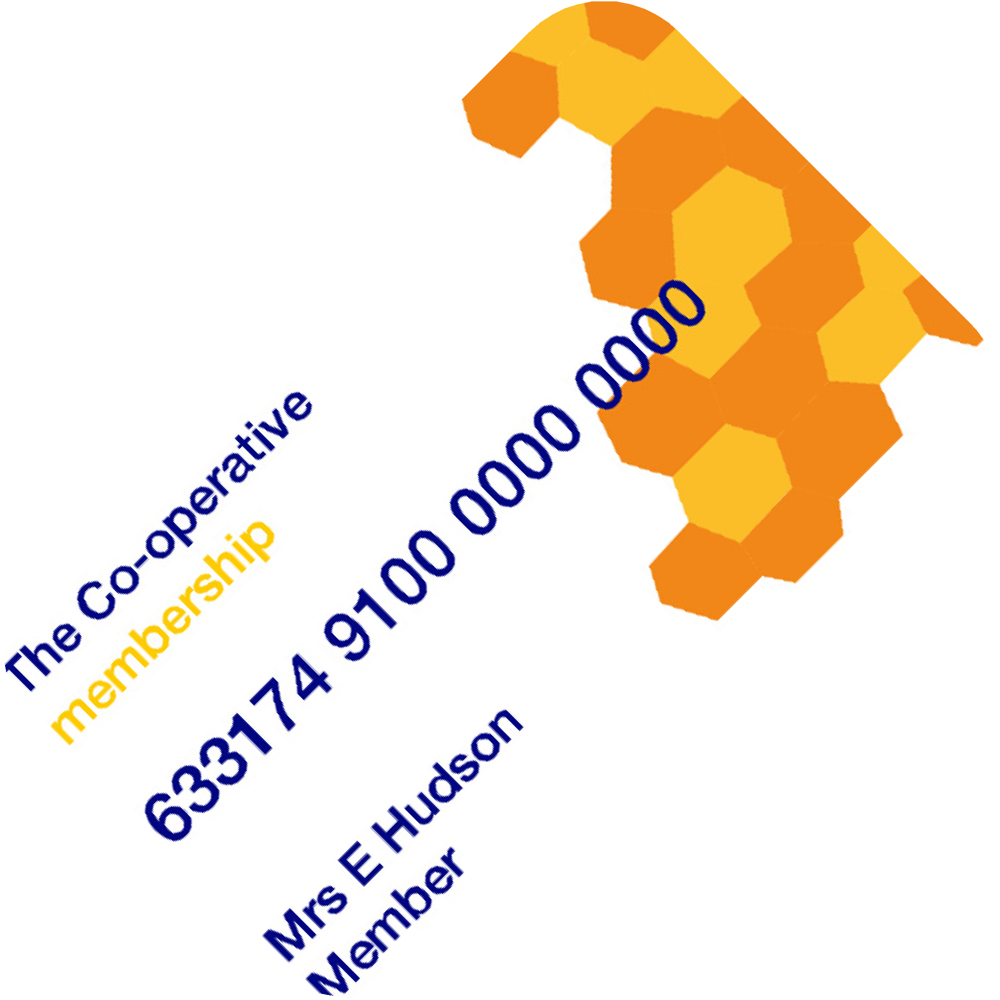 The Co-operative
membership
633174 9100 0000 0000
Mrs E Hudson
Member